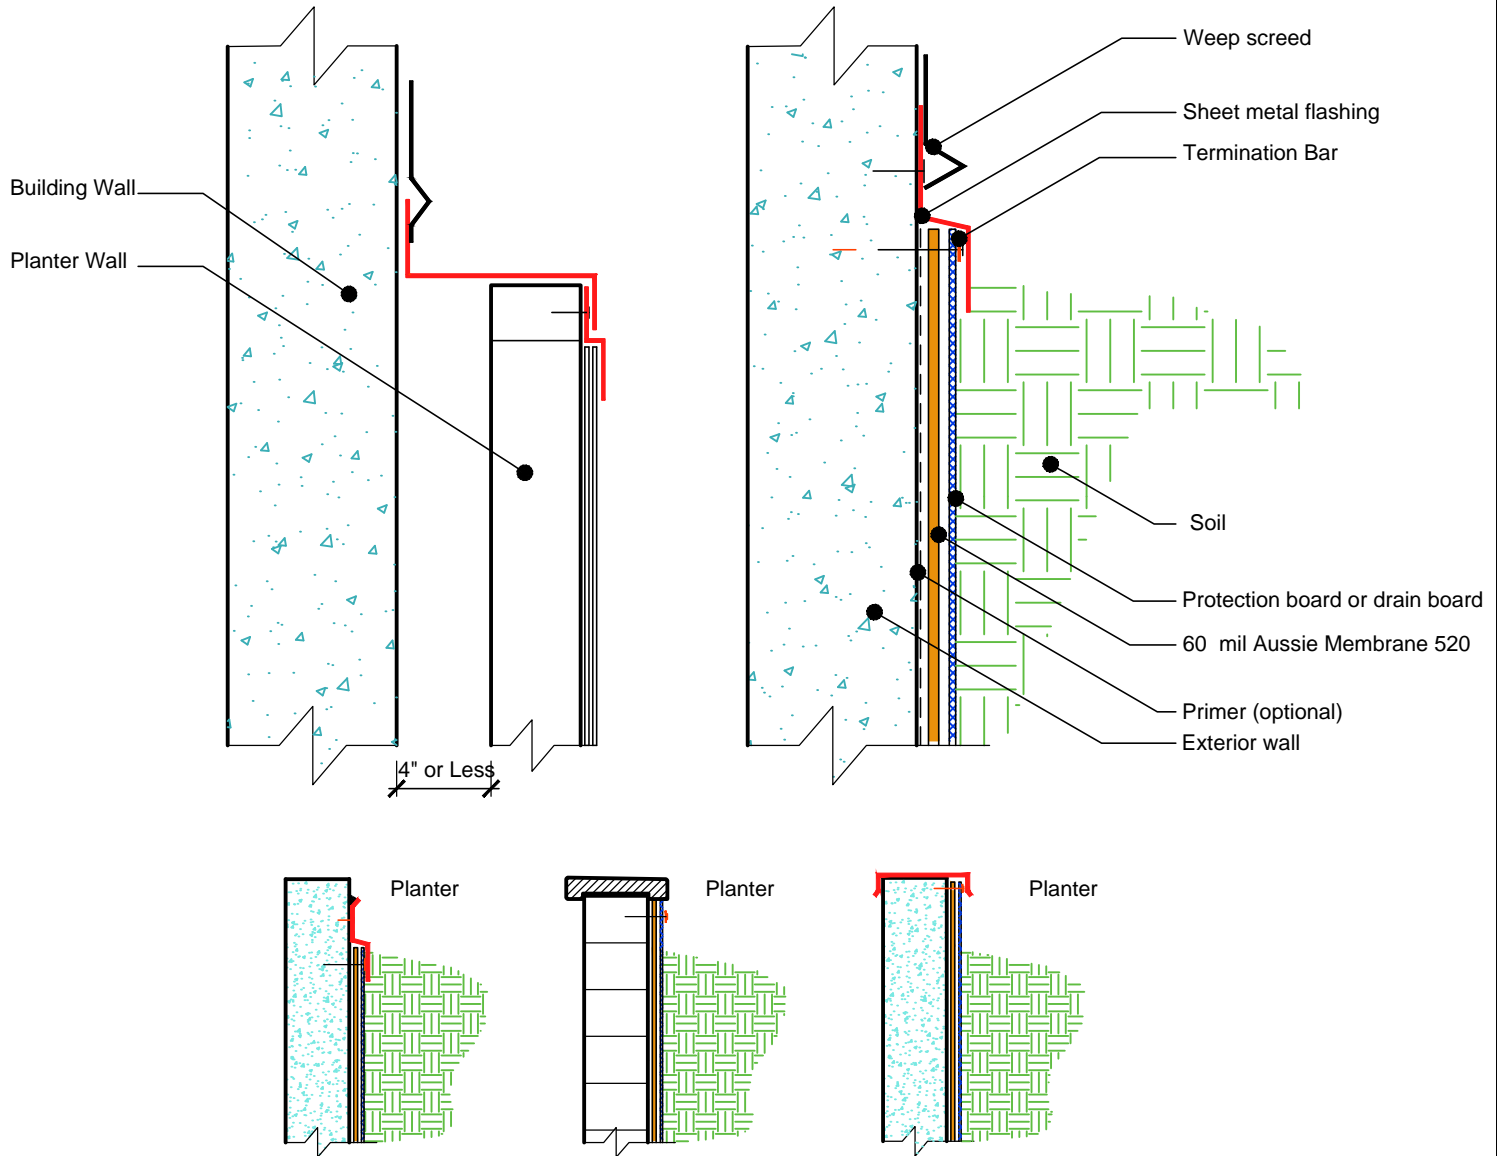 Building Wall
Planter Wall
4" or Less
Weep screed
Sheet metal flashing
Termination Bar
Soil
Protection board or drain board
60 mil Aussie Membrane 520
Primer (optional)
Exterior wall
Planter
Planter
Planter